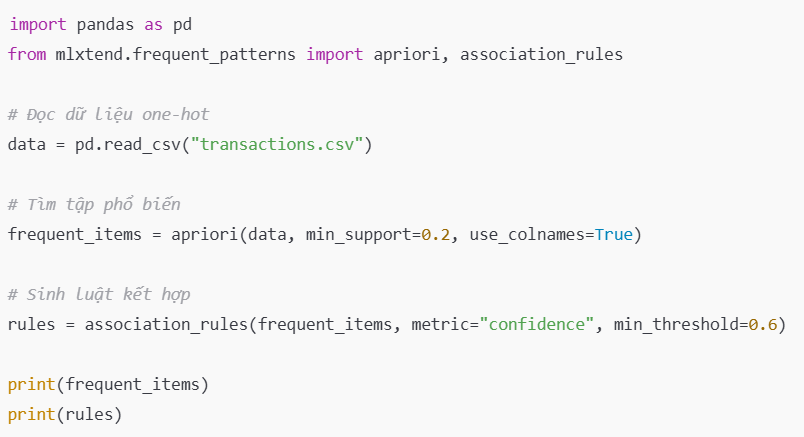 import pandas as pd
from mlxtend.frequent_patterns import apriori, association_rules
# Đọc dữ liệu one-hot
data = pd.read_csv("transactions.csv")
# Tìm tập phổ biến
frequent_items = apriori(data, min_support=0.2, use_colnames=True)
# Sinh luật kết hợp
rules = association_rules(frequent_items, metric="confidence", min_threshold=0.6)
print(frequent_items)
print(rules)